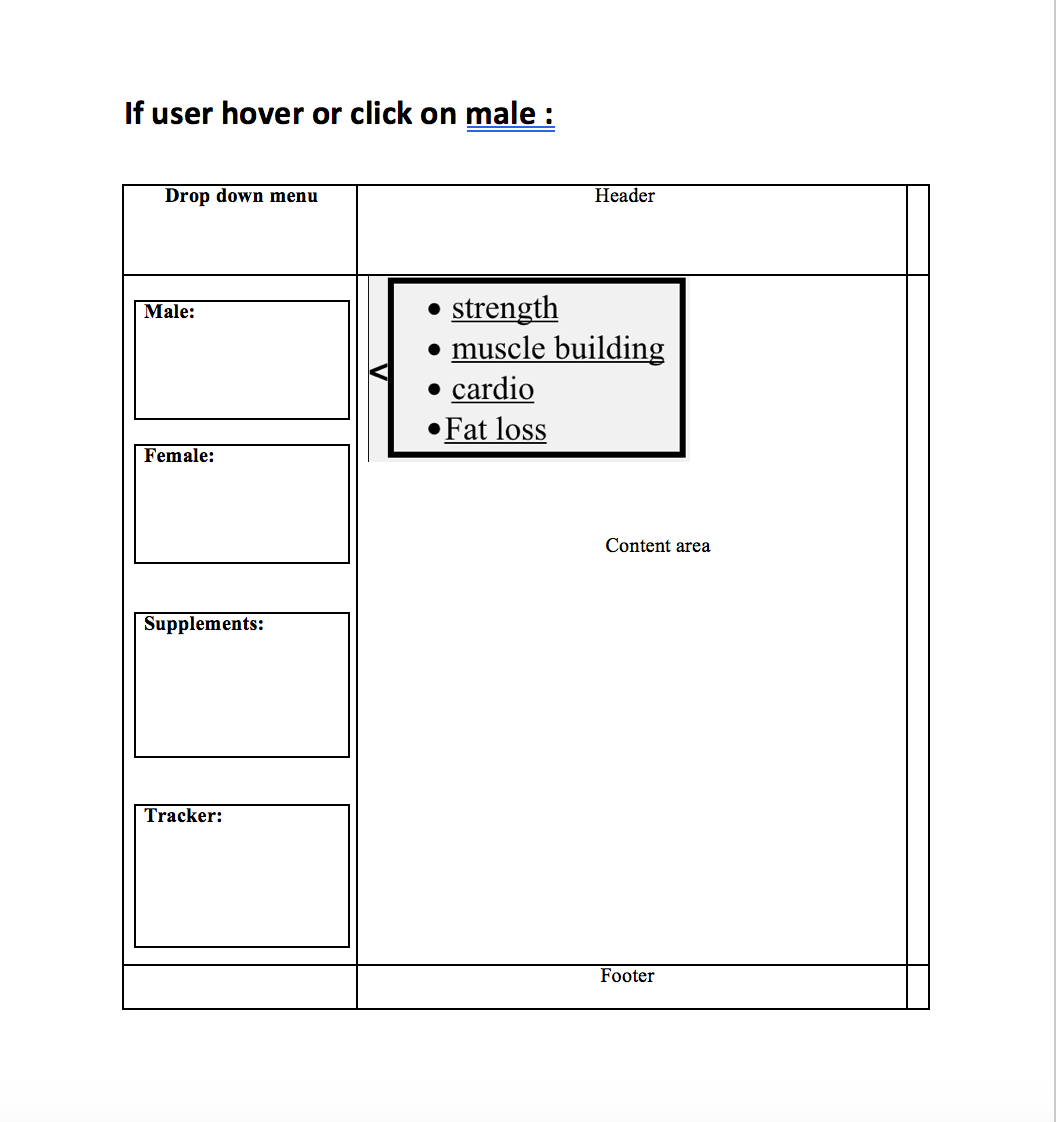 If user hover or click on male :
Drop down menu
Header
Male:
<
• strength
• muscle building
• cardio
• Fat loss
Female:
Content area
Supplements:
Tracker:
Footer